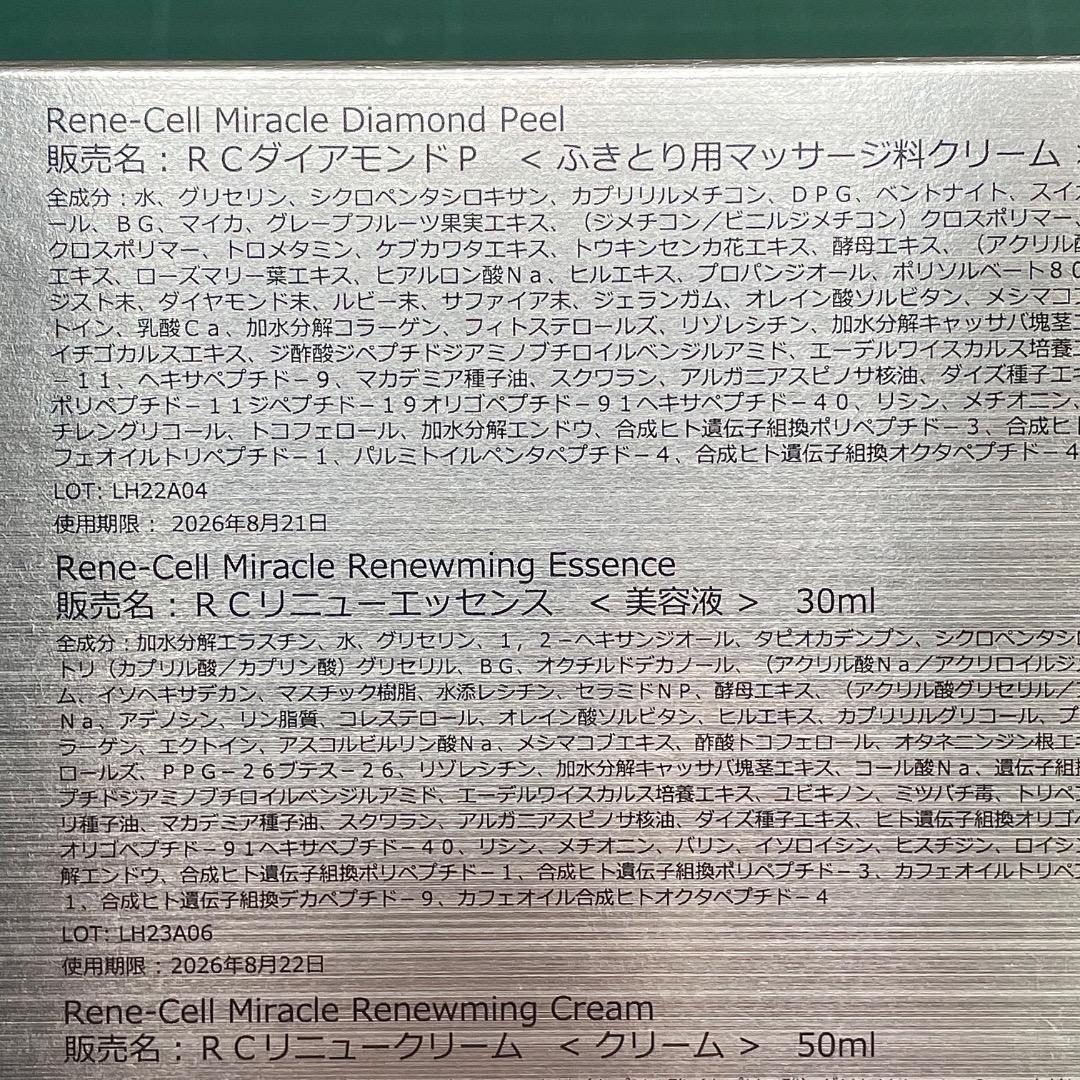 Rene-Cell Miracle Diamond Peel
販売名：ＲＣダイアモンドＰ ＜ふきとり用マッサージ料クリーム＞
全成分：水、グリセリン、シクロペンタシロキサン、カプリリルメチコン、ＤＰＧ、ベントナイト、スイカ
ール、ＢＧ、マイカ、グレープフルーツ果実エキス、（ジメチコン／ビニルジメチコン）クロスポリマー、
クロスポリマー、トロメタミン、ケブカワタエキス、トウキンセンカ花エキス、酵母エキス、（アクリル酸
エキス、ローズマリー葉エキス、ヒアルロン酸Ｎａ、ヒルエキス、プロパンジオール、ポリソルベート８０
ジスト末、ダイヤモンド末、ルビー末、サファイア末、ジェランガム、オレイン酸ソルビタン、メシマコブ
トイン、乳酸Ｃａ、加水分解コラーゲン、フィトステロールズ、リゾレシチン、加水分解キャッサバ塊茎エ
イチゴカルスエキス、ジ酢酸ジペプチドジアミノブチロイルベンジルアミド、エーデルワイスカルス培養エ
－１１、ヘキサペプチド－９、マカデミア種子油、スクワラン、アルガニアスピノサ核油、ダイズ種子エキ
ポリペプチド－１１ジペプチド－１９オリゴペプチド－９１ヘキサペプチド－４０、リシン、メチオニン、
チレングリコール、トコフェロール、加水分解エンドウ、合成ヒト遺伝子組換ポリペプチド－３、合成ヒト
フェオイルトリペプチド－１、パルミトイルペンタペプチド－４、合成ヒト遺伝子組換オクタペプチド－４
LOT: LH22A04
使用期限： 2026年8月21日
Rene-Cell Miracle Renewming Essence
販売名：ＲＣリニューエッセンス ＜美容液＞ 30ml
全成分：加水分解エラスチン、水、グリセリン、１，２－ヘキサンジオール、タピオカデンプン、シクロペンタシ
トリ（カプリル酸／カプリン酸）グリセリル、ＢＧ、オクチルドデカノール、（アクリル酸Ｎａ／アクリロイルジ
ム、イソヘキサデカン、マスチック樹脂、水添レシチン、セラミドＮＰ、酵母エキス、（アクリル酸グリセリル／
Ｎａ、アデノシン、リン脂質、コレステロール、オレイン酸ソルビタン、ヒルエキス、カプリリルグリコール、プ
ラーゲン、エクトイン、アスコルビルリン酸Ｎａ、メシマコブエキス、酢酸トコフェロール、オタネニンジン根エ
ロールズ、ＰＰＧ－２６ブテス－２６、リゾレシチン、加水分解キャッサバ塊茎エキス、コール酸Ｎａ、遺伝子組
プチドジアミノブチロイルベンジルアミド、エーデルワイスカルス培養エキス、ユビキノン、ミツバチ毒、トリペ
リ種子油、マカデミア種子油、スクワラン、アルガニアスピノサ核油、ダイズ種子エキス、ヒト遺伝子組換オリゴ
オリゴペプチド－９１ヘキサペプチド－４０、リシン、メチオニン、バリン、イソロイシン、ヒスチジン、ロイシ
解エンドウ、合成ヒト遺伝子組換ポリペプチド－１、合成ヒト遺伝子組換ポリペプチド－３、カフェオイルトリペ
１、合成ヒト遺伝子組換デカペプチド－９、カフェオイル合成ヒトオクタペプチド－４
LOT: LH23A06
使用期限：2026年8月22日
Rene-Cell Miracle Renewming Cream
販売名：ＲＣリニュークリーム ＜クリーム＞ 50ml